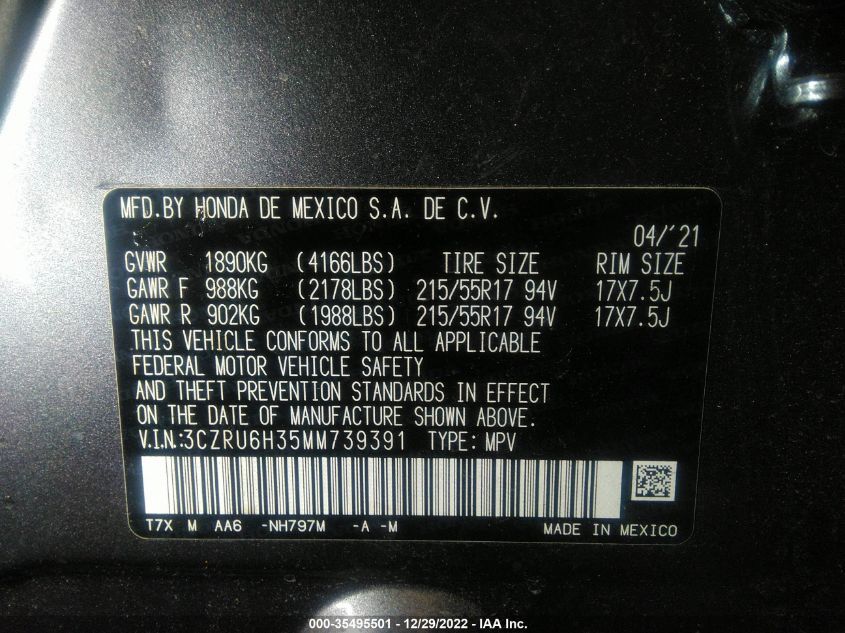 MFD.BY HONDA DE MEXICO S.A. DE C.V.
04/'21
GVWR 1890KG (4166LBS) TIRE SIZE RIM SIZE
GAWR F 988KG (2178LBS) 215/55R17 94V 17X7.5J
GAWR R 902KG (1988LBS) 215/55R17 94V 17X7.5J
THIS VEHICLE CONFORMS TO ALL APPLICABLE
FEDERAL MOTOR VEHICLE SAFETY
AND THEFT PREVENTION STANDARDS IN EFFECT
ON THE DATE OF MANUFACTURE SHOWN ABOVE.
V.I.N.:3CZRU6H35MM739391 TYPE: MPV
T7X M AA6 -NH797M -A -M MADE IN MEXICO
000-35495501 - 12/29/2022 - IAA Inc.